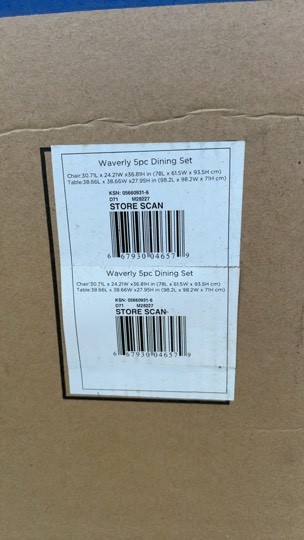 Waverly 5pc Dining Set
Chair:30.71L x 24.21W x36.81H in (78L x 61.5W x 93.5H cm)
Table:38.66L x 38.66W x27.95H in (98.2L x 98.2W x 71H cm)
KSN: 05660931-6
071 M28227
STORE SCAN
6 67930 04657 9
Waverly 5pc Dining Set
Chair:30.71L x 24.21W x36.81H in (78L x 61.5W x 93.5H cm)
Table:38.66L x 38.66W x27.95H in (98.2L x 98.2W x 71H cm)
KSN: 05660931-6
071 M28227
STORE SCAN
6 67930 04657 9